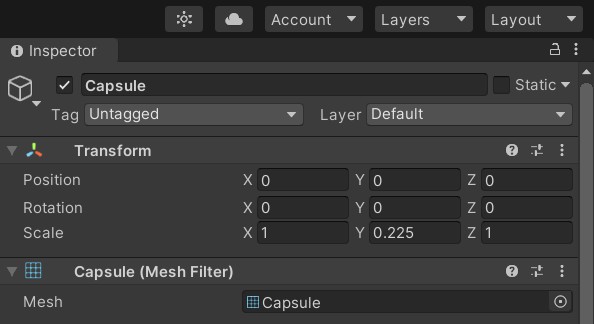 Account Layers Layout
Inspector
Capsule Static
Tag Untagged Layer Default
Transform
Position X 0 Y 0 Z 0
Rotation X 0 Y 0 Z 0
Scale X 1 Y 0.225 Z 1
Capsule (Mesh Filter)
Mesh Capsule